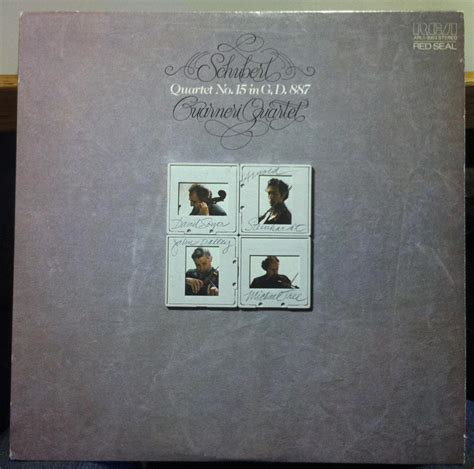 RCA
STEREO
RED SEAL
Schubert
Quartet No. 15 in G, D. 887
Guarneri Quartet
David Soyer
Arnold
Steinhardt
John Dalley
Michael Tree